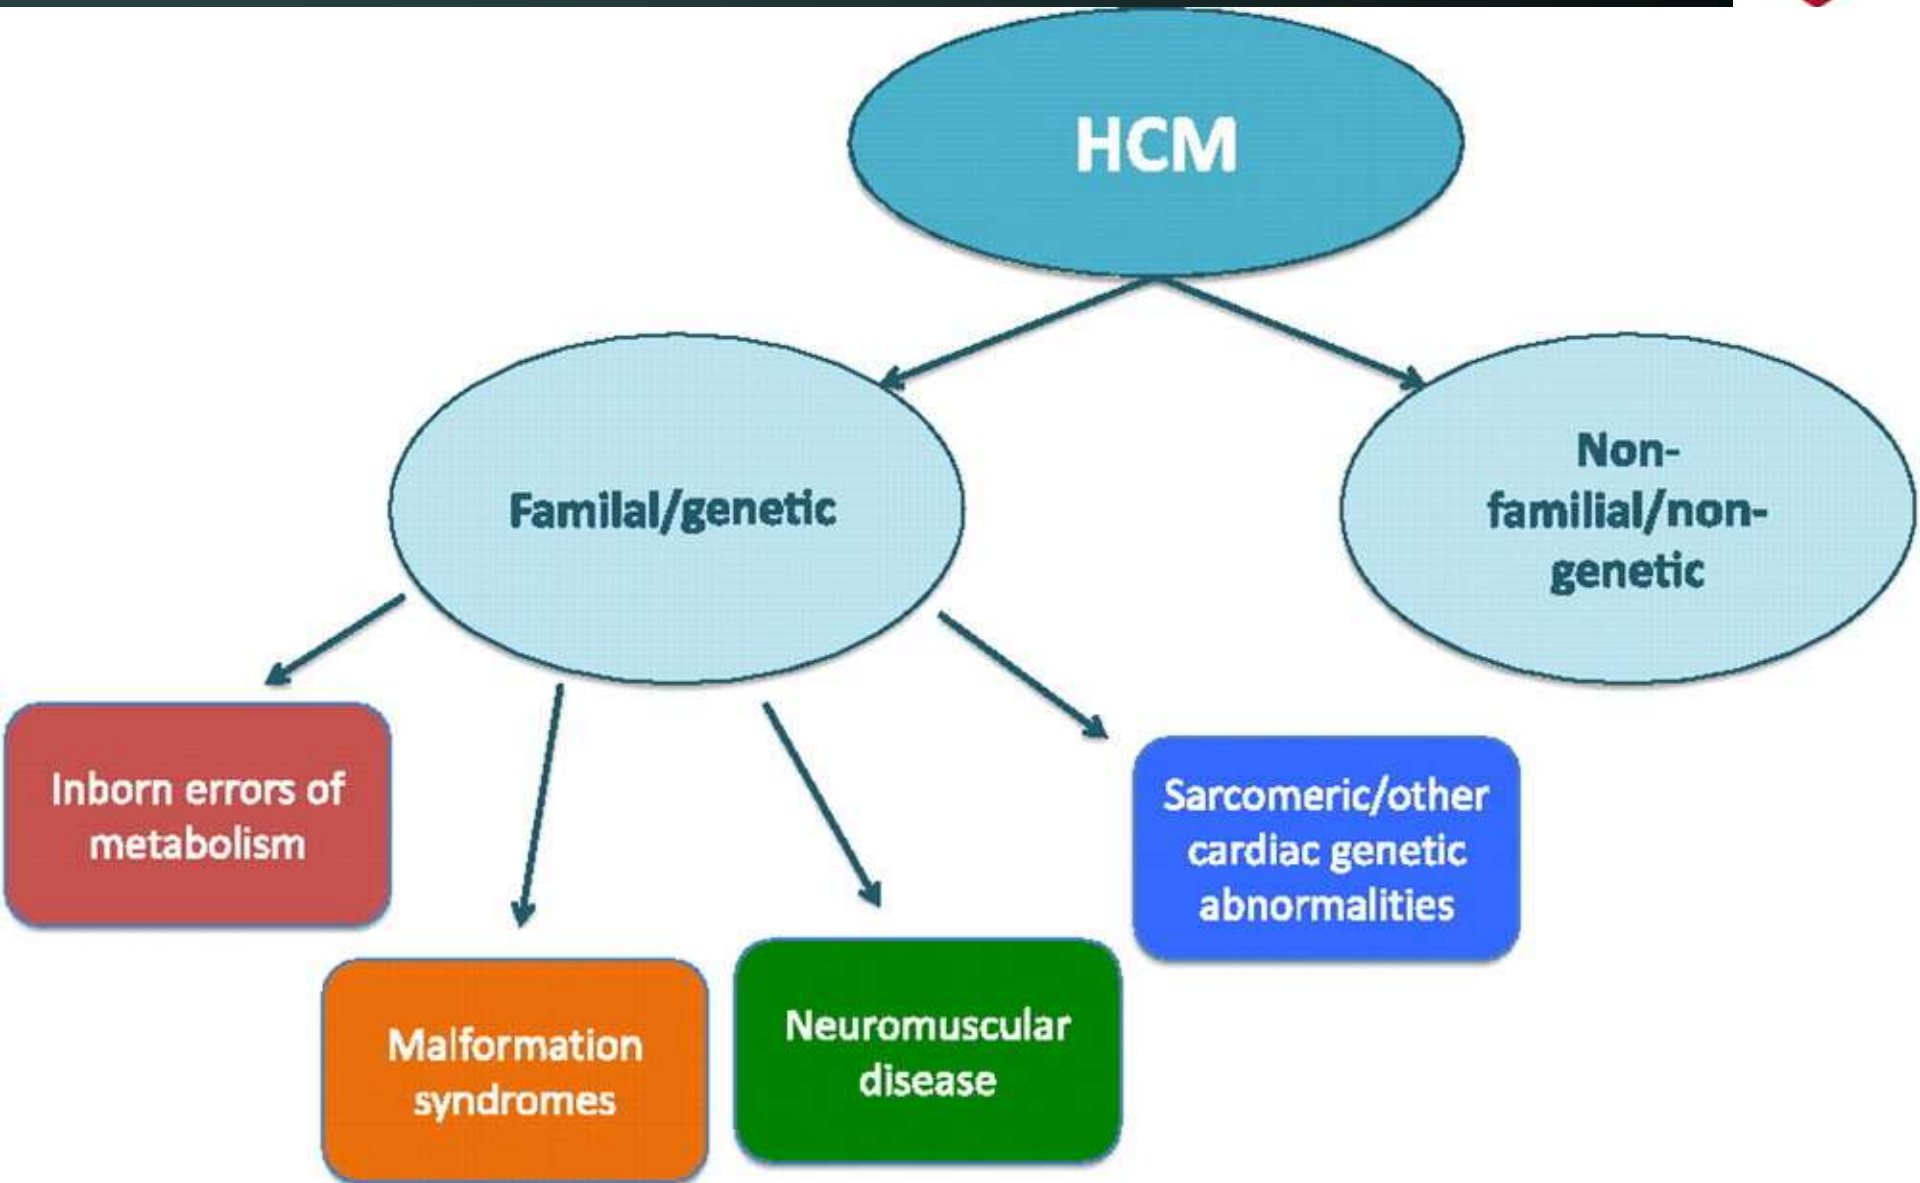 HCM
Familal/genetic
Non-
familial/non-
genetic
Inborn errors of
metabolism
Sarcomeric/other
cardiac genetic
abnormalities
Malformation
syndromes
Neuromuscular
disease